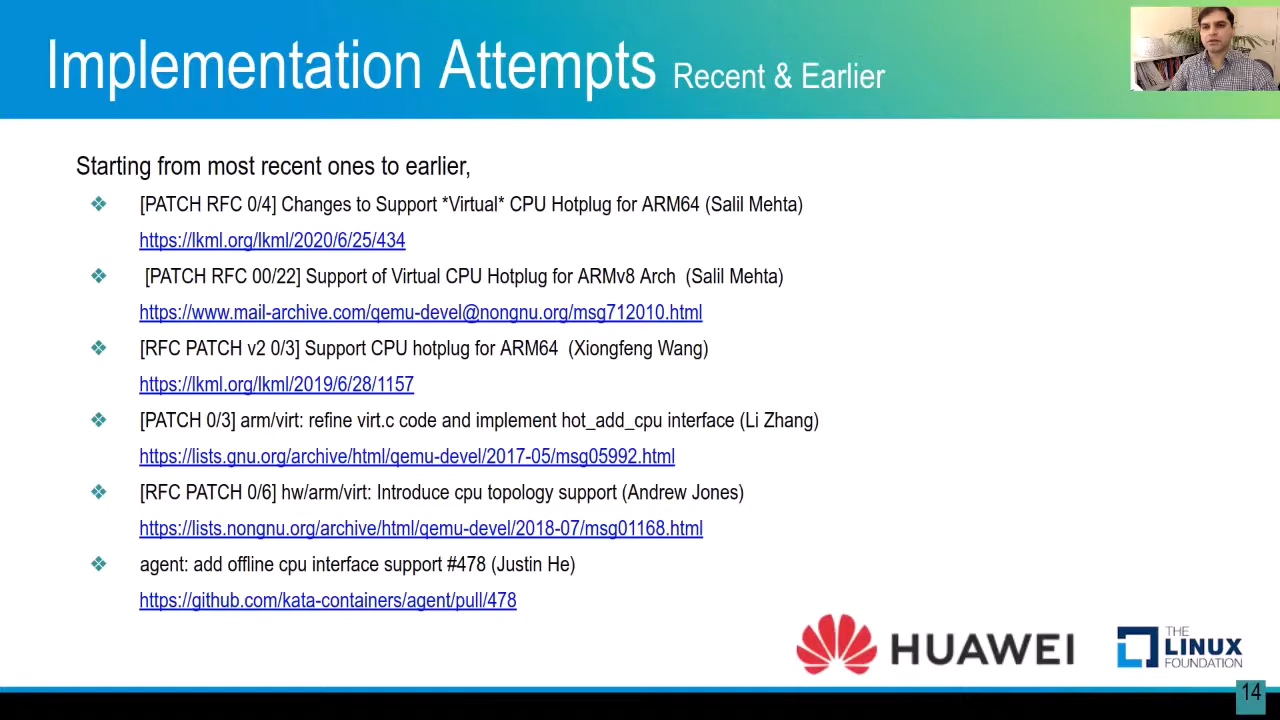 Implementation Attempts Recent & Earlier
Starting from most recent ones to earlier,
[PATCH RFC 0/4] Changes to Support *Virtual* CPU Hotplug for ARM64 (Salil Mehta)
https://lkml.org/lkml/2020/6/25/434
[PATCH RFC 00/22] Support of Virtual CPU Hotplug for ARMv8 Arch (Salil Mehta)
https://www.mail-archive.com/qemu-devel@nongnu.org/msg712010.html
[RFC PATCH v2 0/3] Support CPU hotplug for ARM64 (Xiongfeng Wang)
https://lkml.org/lkml/2019/6/28/1157
[PATCH 0/3] arm/virt: refine virt.c code and implement hot_add_cpu interface (Li Zhang)
https://lists.gnu.org/archive/html/qemu-devel/2017-05/msg05992.html
[RFC PATCH 0/6] hw/arm/virt: Introduce cpu topology support (Andrew Jones)
https://lists.nongnu.org/archive/html/qemu-devel/2018-07/msg01168.html
agent: add offline cpu interface support #478 (Justin He)
https://github.com/kata-containers/agent/pull/478
HUAWEI
THE
LINUX
FOUNDATION
14